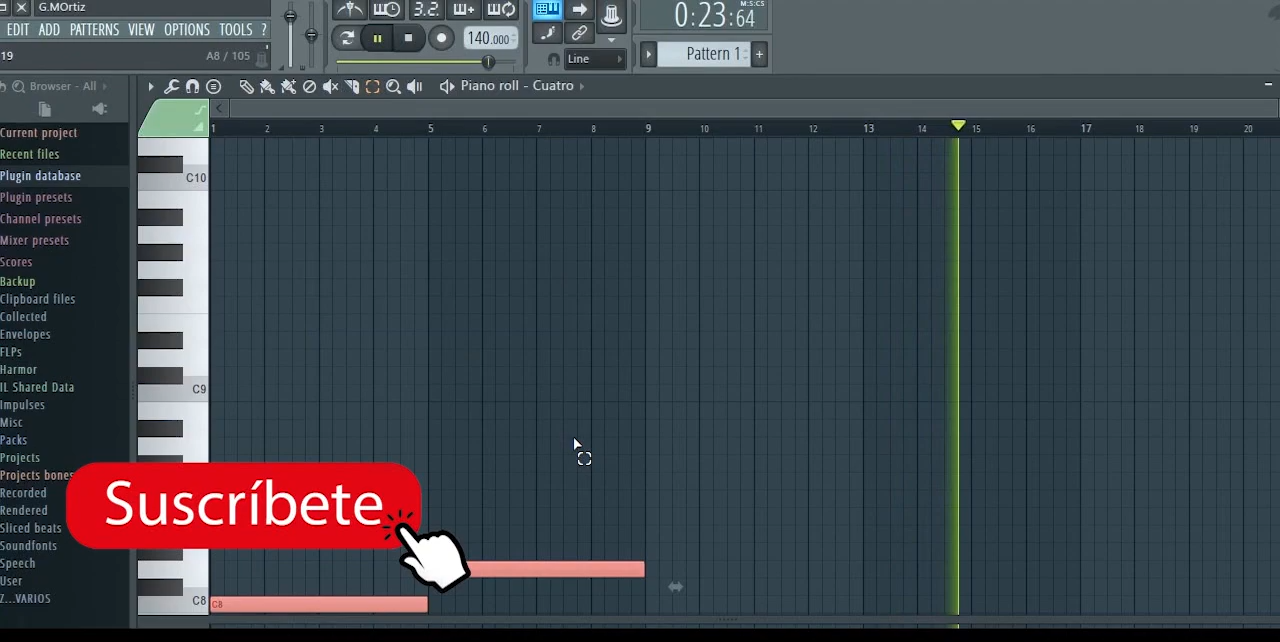 G.MOrtiz
EDIT ADD PATTERNS VIEW OPTIONS TOOLS ?
19 A8 / 105
3.2.
140.000
0:23:64
M:S:CS
Line
Pattern 1
Browser - All
Piano roll - Cuatro
1 2 3 4 5 6 7 8 9 10 11 12 13 14 15 16 17 18 19 20
Current project
Recent files
Plugin database
Plugin presets
Channel presets
Mixer presets
Scores
Backup
Clipboard files
Collected
Envelopes
FLPs
Harmor
IL Shared Data
Impulses
Misc
Packs
Projects
Projects bones
Recorded
Rendered
Sliced beats
Soundfonts
Speech
User
Z...VARIOS
C10
C9
C8
C8
Suscríbete